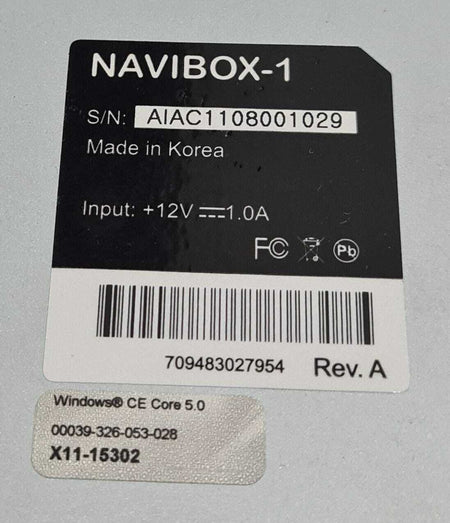 NAVIBOX-1
S/N: AIAC1108001029
Made in Korea
Input: +12V ⎓ 1.0A
FC Pb
709483027954 Rev. A
Windows® CE Core 5.0
00039-326-053-028
X11-15302